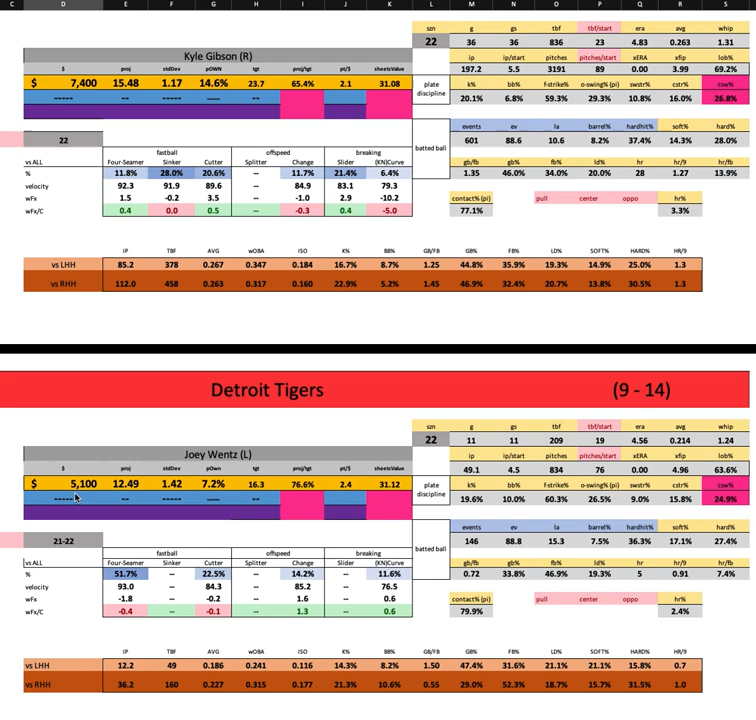 C D E F G H I J K L M N O P Q R S
szn g gs tbf tbf/start era avg whip
22 36 36 836 23 4.83 0.263 1.31
Kyle Gibson (R) ip ip/start pitches pitches/start xERA xfip lob%
$ proj stdDev pOWN tgt proj/tgt pt/$ sheetsValue 197.2 5.5 3191 89 0.00 3.99 69.2%
$ 7,400 15.48 1.17 14.6% 23.7 65.4% 2.1 31.08 plate discipline k% bb% f-strike% o-swing% (pi) swstr% cstr% csw%
----- -- -- ---- -- 20.1% 6.8% 59.3% 29.3% 10.8% 16.0% 26.8%
events ev la barrel% hardhit% soft% hard%
22 601 88.6 10.6 8.2% 37.4% 14.3% 28.0%
fastball offspeed breaking batted ball
vs ALL Four-Seamer Sinker Cutter Splitter Change Slider (KN)Curve gb/fb gb% fb% ld% hr hr/9 hr/fb
% 11.8% 28.0% 20.6% -- 11.7% 21.4% 6.4% 1.35 46.0% 34.0% 20.0% 28 1.27 13.9%
velocity 92.3 91.9 89.6 -- 84.9 83.1 79.3
wFx 1.5 -0.2 3.5 -- -1.0 2.9 -10.2 contact% (pi) pull center oppo hr%
wFx/C 0.4 0.0 0.5 -- -0.3 0.4 -5.0 77.1% 3.3%
IP TBF AVG wOBA ISO K% BB% GB/FB GB% FB% LD% SOFT% HARD% HR/9
vs LHH 85.2 378 0.267 0.347 0.184 16.7% 8.7% 1.25 44.8% 35.9% 19.3% 14.9% 25.0% 1.3
vs RHH 112.0 458 0.263 0.317 0.160 22.9% 5.2% 1.45 46.9% 32.4% 20.7% 13.8% 30.5% 1.3
Detroit Tigers (9 - 14)
szn g gs tbf tbf/start era avg whip
22 11 11 209 19 4.56 0.214 1.24
Joey Wentz (L) ip ip/start pitches pitches/start xERA xfip lob%
$ proj stdDev pOwn tgt proj/tgt pt/$ sheetsValue 49.1 4.5 834 76 0.00 4.96 63.6%
$ 5,100 12.49 1.42 7.2% 16.3 76.6% 2.4 31.12 plate discipline k% bb% f-strike% o-swing% (pi) swstr% cstr% csw%
----- -- -- ---- -- 19.6% 10.0% 60.3% 26.5% 9.0% 15.8% 24.9%
events ev la barrel% hardhit% soft% hard%
21-22 146 88.8 15.3 7.5% 36.3% 17.1% 27.4%
fastball offspeed breaking batted ball
vs ALL Four-Seamer Sinker Cutter Splitter Change Slider (KN)Curve gb/fb gb% fb% ld% hr hr/9 hr/fb
% 51.7% -- 22.5% -- 14.2% -- 11.6% 0.72 33.8% 46.9% 19.3% 5 0.91 7.4%
velocity 93.0 -- 84.3 -- 85.2 -- 76.5
wFx -1.8 -- -0.2 -- 1.6 -- 0.6 contact% (pi) pull center oppo hr%
wFx/C -0.4 -- -0.1 -- 1.3 -- 0.6 79.9% 2.4%
IP TBF AVG wOBA ISO K% BB% GB/FB GB% FB% LD% SOFT% HARD% HR/9
vs LHH 12.2 49 0.186 0.241 0.116 14.3% 8.2% 1.50 47.4% 31.6% 21.1% 21.1% 15.8% 0.7
vs RHH 36.2 160 0.227 0.315 0.177 21.3% 10.6% 0.55 29.0% 52.3% 18.7% 15.7% 31.5% 1.0